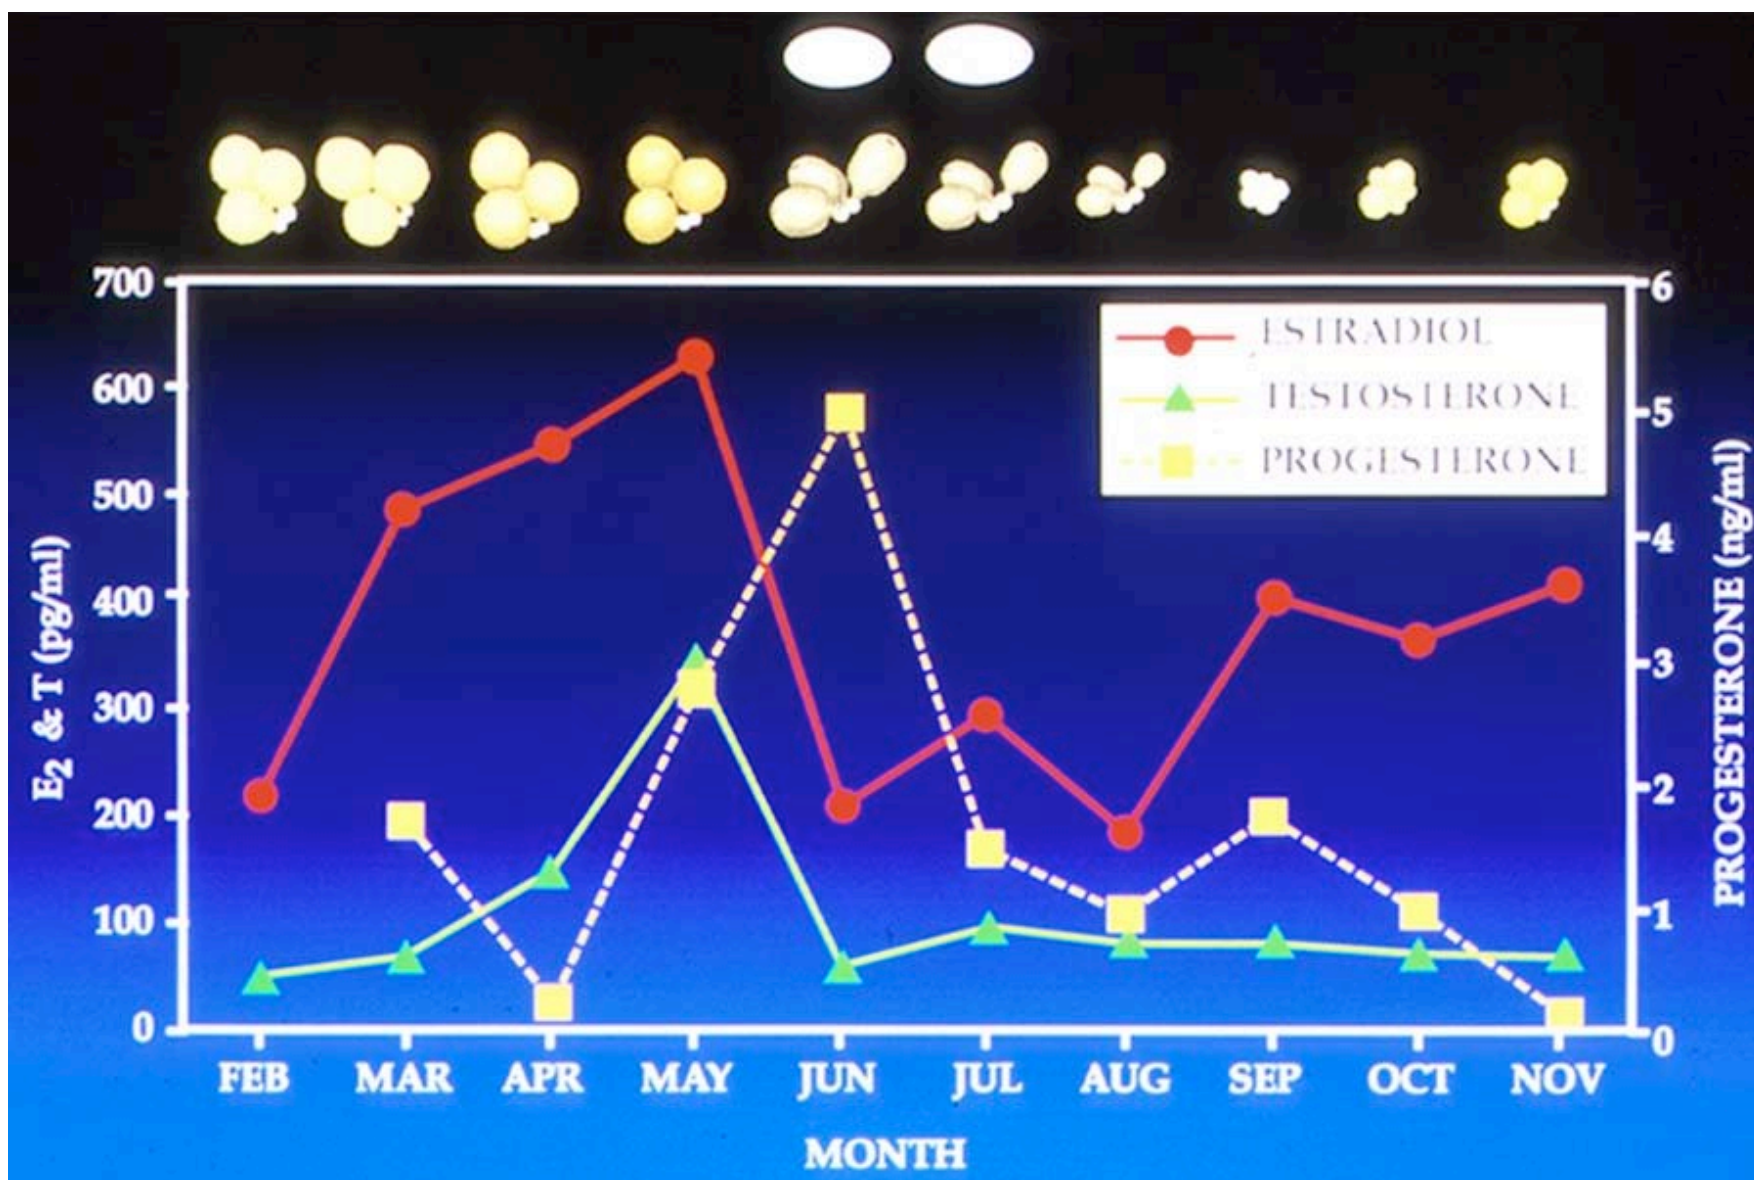 700
600
500
400
300
200
100
0
E2 & T (pg/ml)
6
5
4
3
2
1
0
PROGESTERONE (ng/ml)
ESTRADIOL
TESTOSTERONE
PROGESTERONE
FEB MAR APR MAY JUN JUL AUG SEP OCT NOV
MONTH